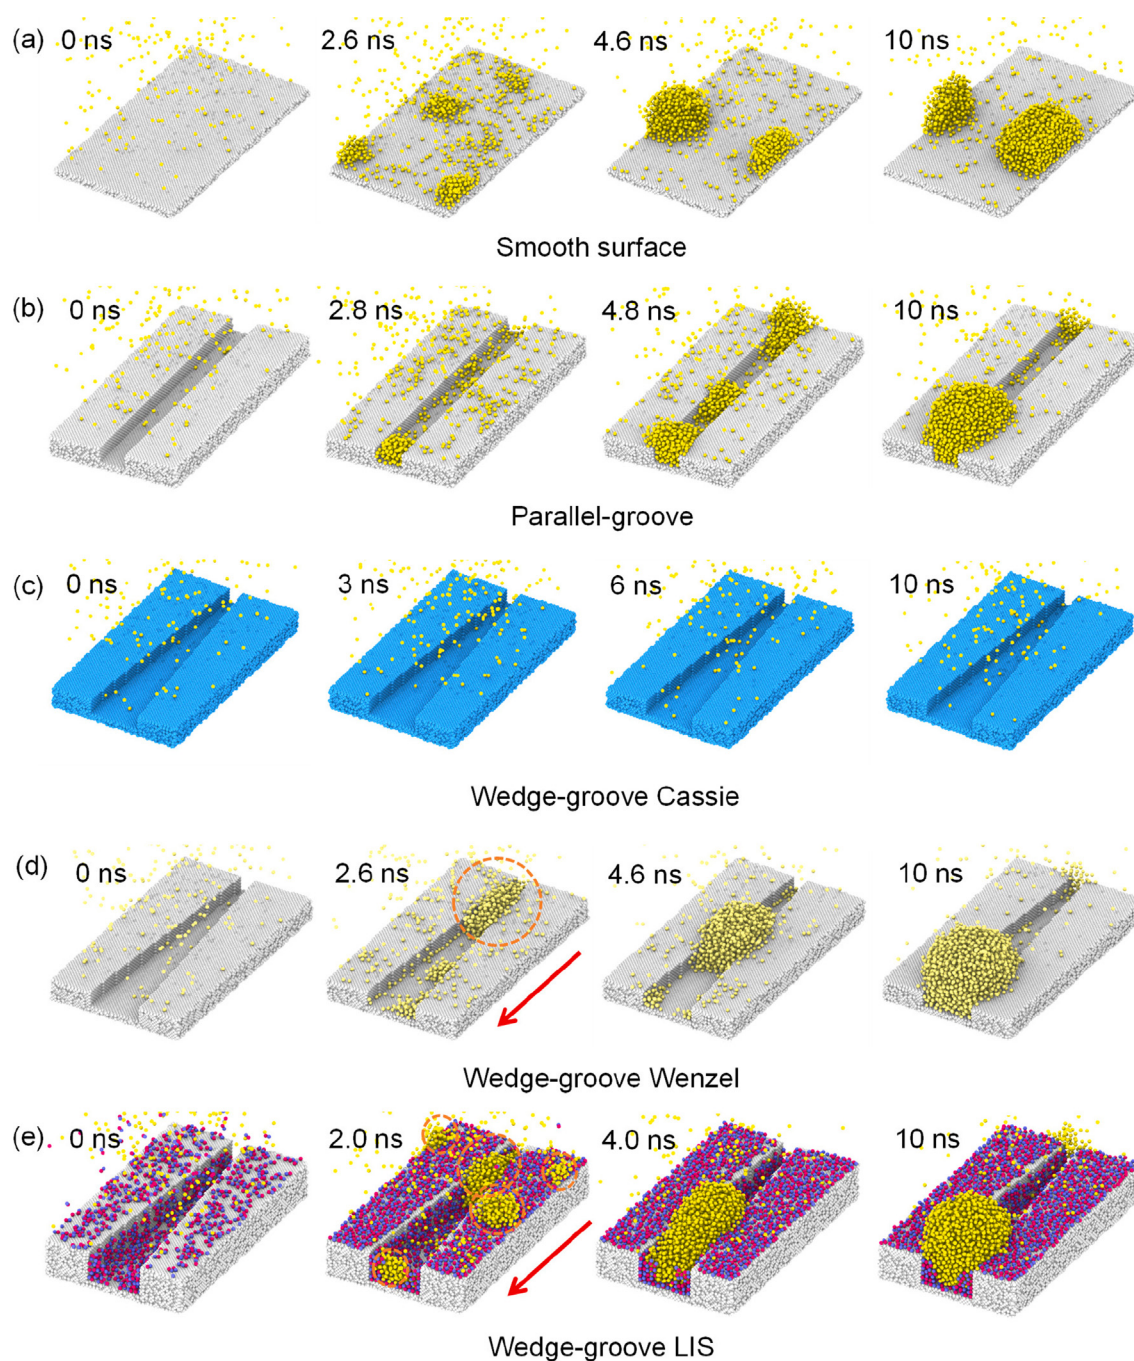 (a) 0 ns 2.6 ns 4.6 ns 10 ns
Smooth surface
(b) 0 ns 2.8 ns 4.8 ns 10 ns
Parallel-groove
(c) 0 ns 3 ns 6 ns 10 ns
Wedge-groove Cassie
(d) 0 ns 2.6 ns 4.6 ns 10 ns
Wedge-groove Wenzel
(e) 0 ns 2.0 ns 4.0 ns 10 ns
Wedge-groove LIS